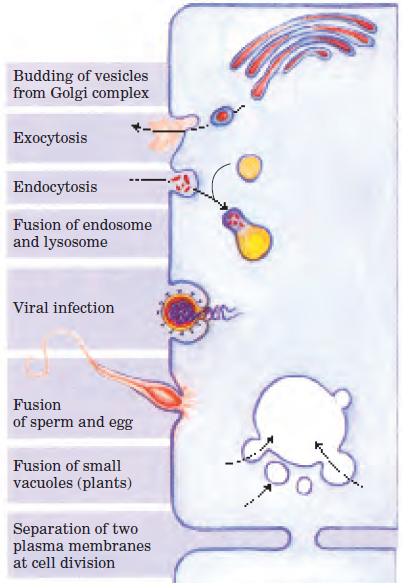 Budding of vesicles
from Golgi complex
Exocytosis
Endocytosis
Fusion of endosome
and lysosome
Viral infection
Fusion
of sperm and egg
Fusion of small
vacuoles (plants)
Separation of two
plasma membranes
at cell division